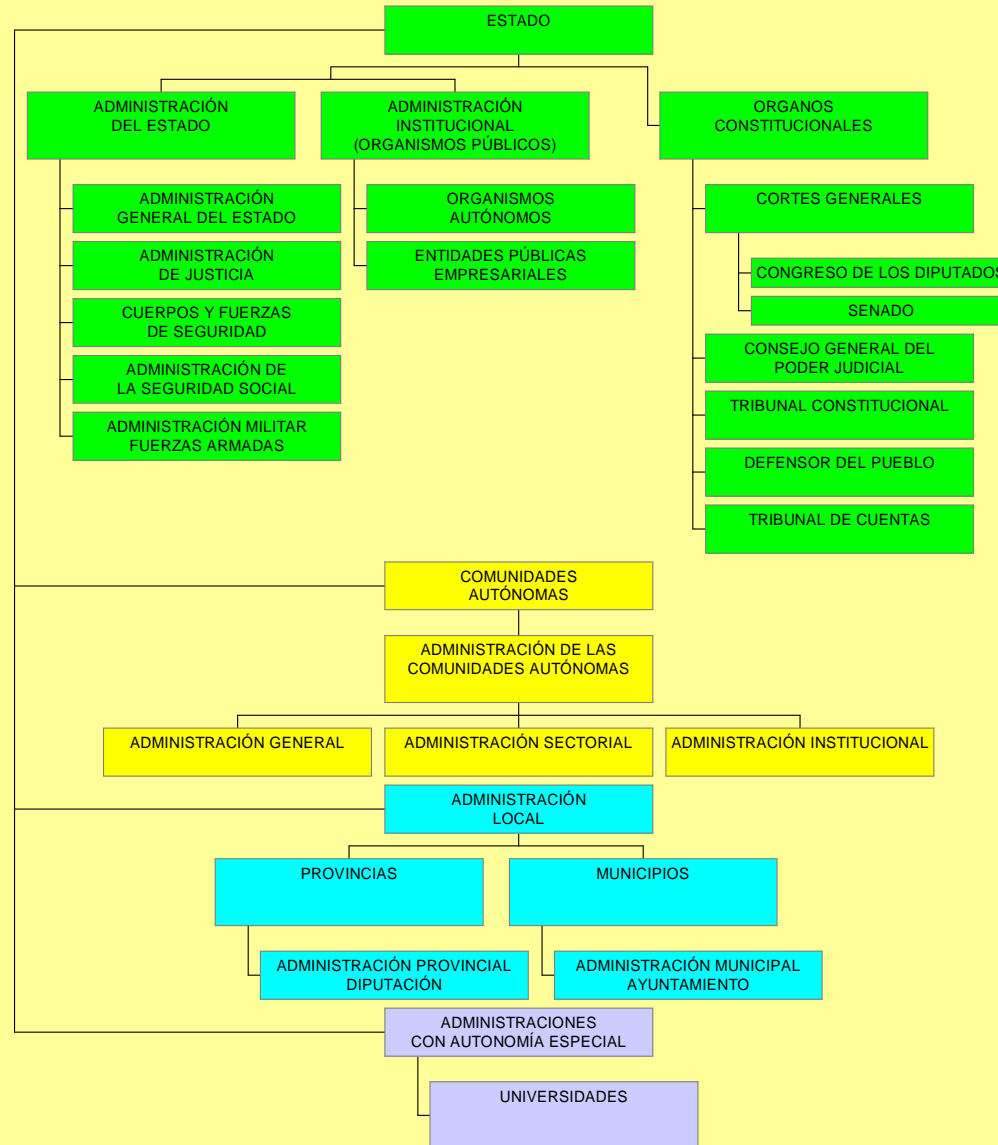 ESTADO
ADMINISTRACIÓN
DEL ESTADO
ADMINISTRACIÓN
INSTITUCIONAL
(ORGANISMOS PÚBLICOS)
ORGANOS
CONSTITUCIONALES
ADMINISTRACIÓN
GENERAL DEL ESTADO
ADMINISTRACIÓN
DE JUSTICIA
CUERPOS Y FUERZAS
DE SEGURIDAD
ADMINISTRACIÓN DE
LA SEGURIDAD SOCIAL
ADMINISTRACIÓN MILITAR
FUERZAS ARMADAS
ORGANISMOS
AUTÓNOMOS
ENTIDADES PÚBLICAS
EMPRESARIALES
CORTES GENERALES
CONGRESO DE LOS DIPUTADOS
SENADO
CONSEJO GENERAL DEL
PODER JUDICIAL
TRIBUNAL CONSTITUCIONAL
DEFENSOR DEL PUEBLO
TRIBUNAL DE CUENTAS
COMUNIDADES
AUTÓNOMAS
ADMINISTRACIÓN DE LAS
COMUNIDADES AUTÓNOMAS
ADMINISTRACIÓN GENERAL
ADMINISTRACIÓN SECTORIAL
ADMINISTRACIÓN INSTITUCIONAL
ADMINISTRACIÓN
LOCAL
PROVINCIAS
MUNICIPIOS
ADMINISTRACIÓN PROVINCIAL
DIPUTACIÓN
ADMINISTRACIÓN MUNICIPAL
AYUNTAMIENTO
ADMINISTRACIONES
CON AUTONOMÍA ESPECIAL
UNIVERSIDADES